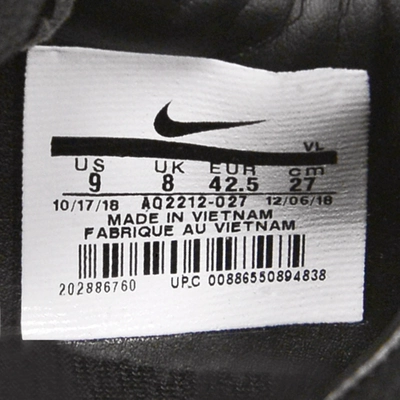 VL
US UK EUR cm
9 8 42.5 27
10/17/18 AQ2212-027 12/06/18
MADE IN VIETNAM
FABRIQUE AU VIETNAM
202886760 UPC 00886550894838